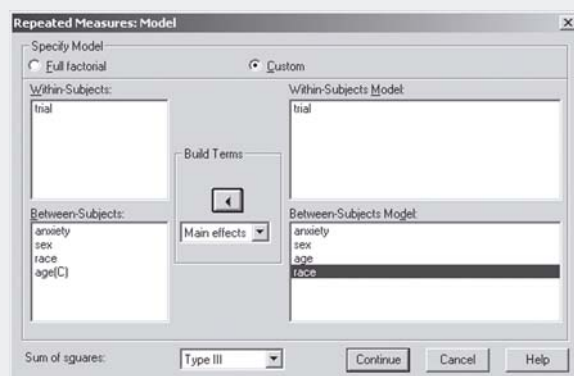 Repeated Measures: Model
Specify Model
Full factorial
Custom
Within-Subjects:
Within-Subjects Model:
trial
trial
Build Terms
Main effects
Between-Subjects:
Between-Subjects Model:
anxiety
sex
race
age(C)
anxiety
sex
age
race
Sum of squares:
Type III
Continue
Cancel
Help